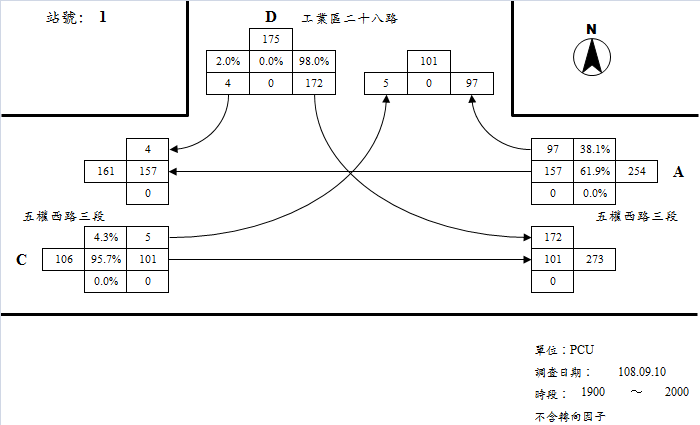 站號： 1
D 工業區二十八路
N
175
2.0% 0.0% 98.0%
4 0 172
101
5 0 97
4
161 157
0
97 38.1%
157 61.9% 254
0 0.0%
A
五權西路三段
五權西路三段
4.3% 5
106 95.7% 101
0.0% 0
C
172
101 273
0
單位：PCU
調查日期： 108.09.10
時段： 1900 ～ 2000
不含轉向因子